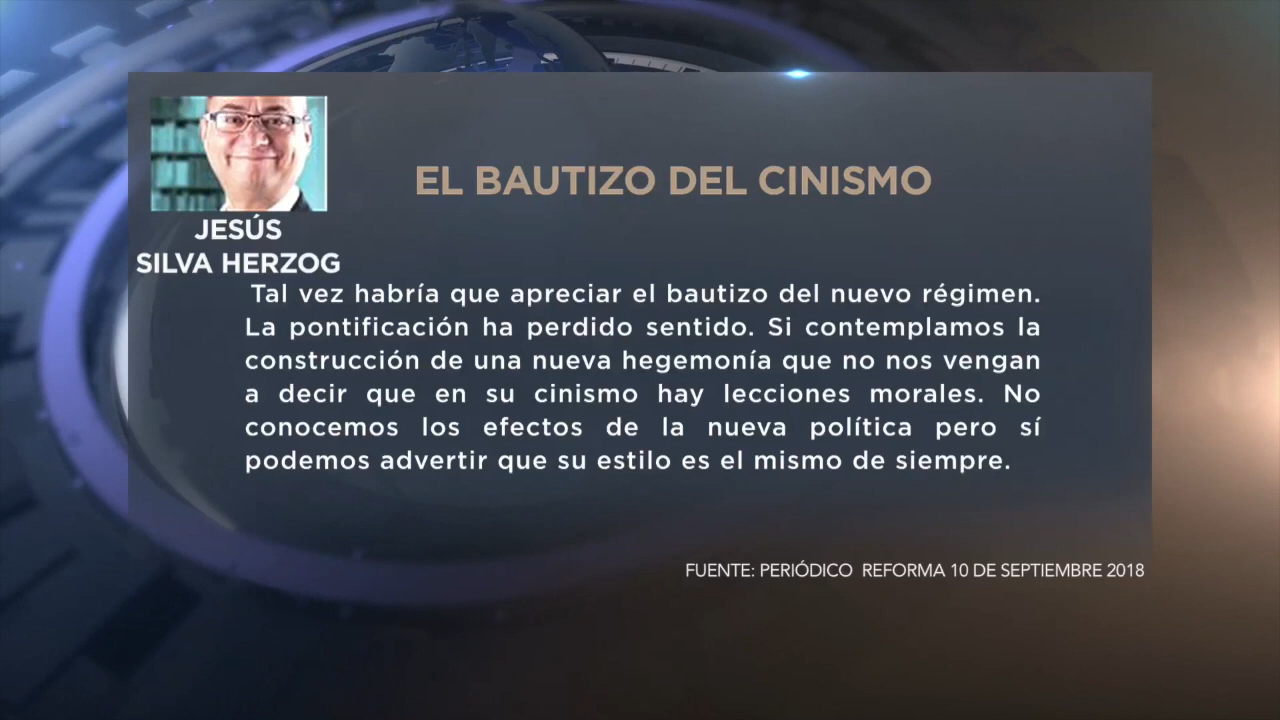 EL BAUTIZO DEL CINISMO
JESÚS
SILVA HERZOG
Tal vez habría que apreciar el bautizo del nuevo régimen.
La pontificación ha perdido sentido. Si contemplamos la
construcción de una nueva hegemonía que no nos vengan
a decir que en su cinismo hay lecciones morales. No
conocemos los efectos de la nueva política pero sí
podemos advertir que su estilo es el mismo de siempre.
FUENTE: PERIÓDICO REFORMA 10 DE SEPTIEMBRE 2018